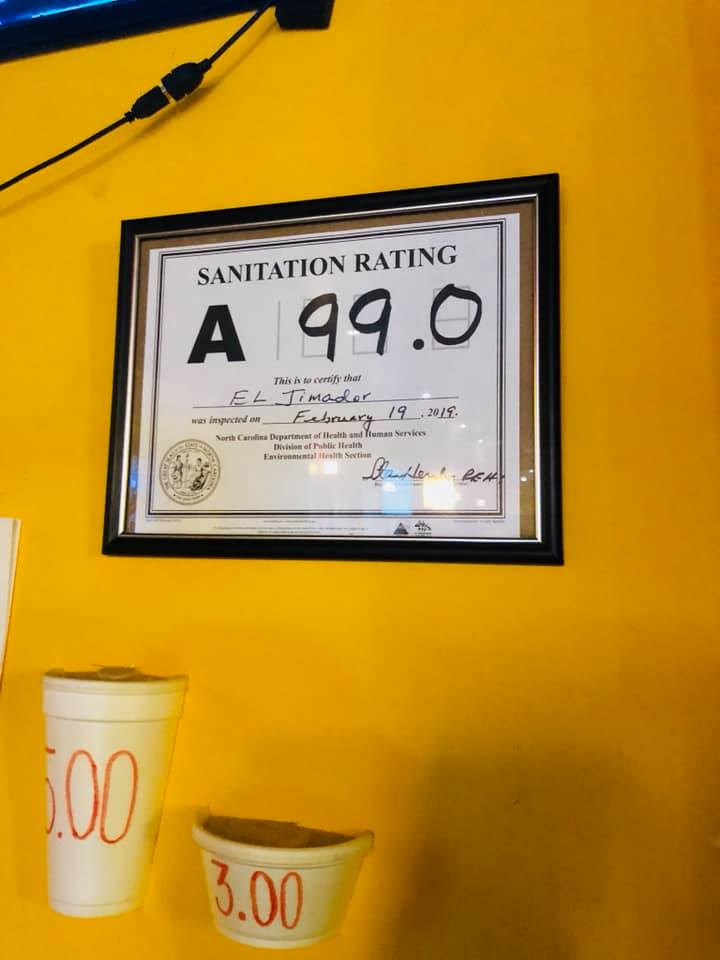 SANITATION RATING
A 99.0
This is to certify that
EL Jimador
was inspected on February 19, 2019.
North Carolina Department of Health and Human Services
Division of Public Health
Environmental Health Section
REHS
.00
3.00